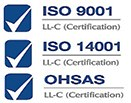 ISO 9001
LL-C (Certification)
ISO 14001
LL-C (Certification)
OHSAS
LL-C (Certification)